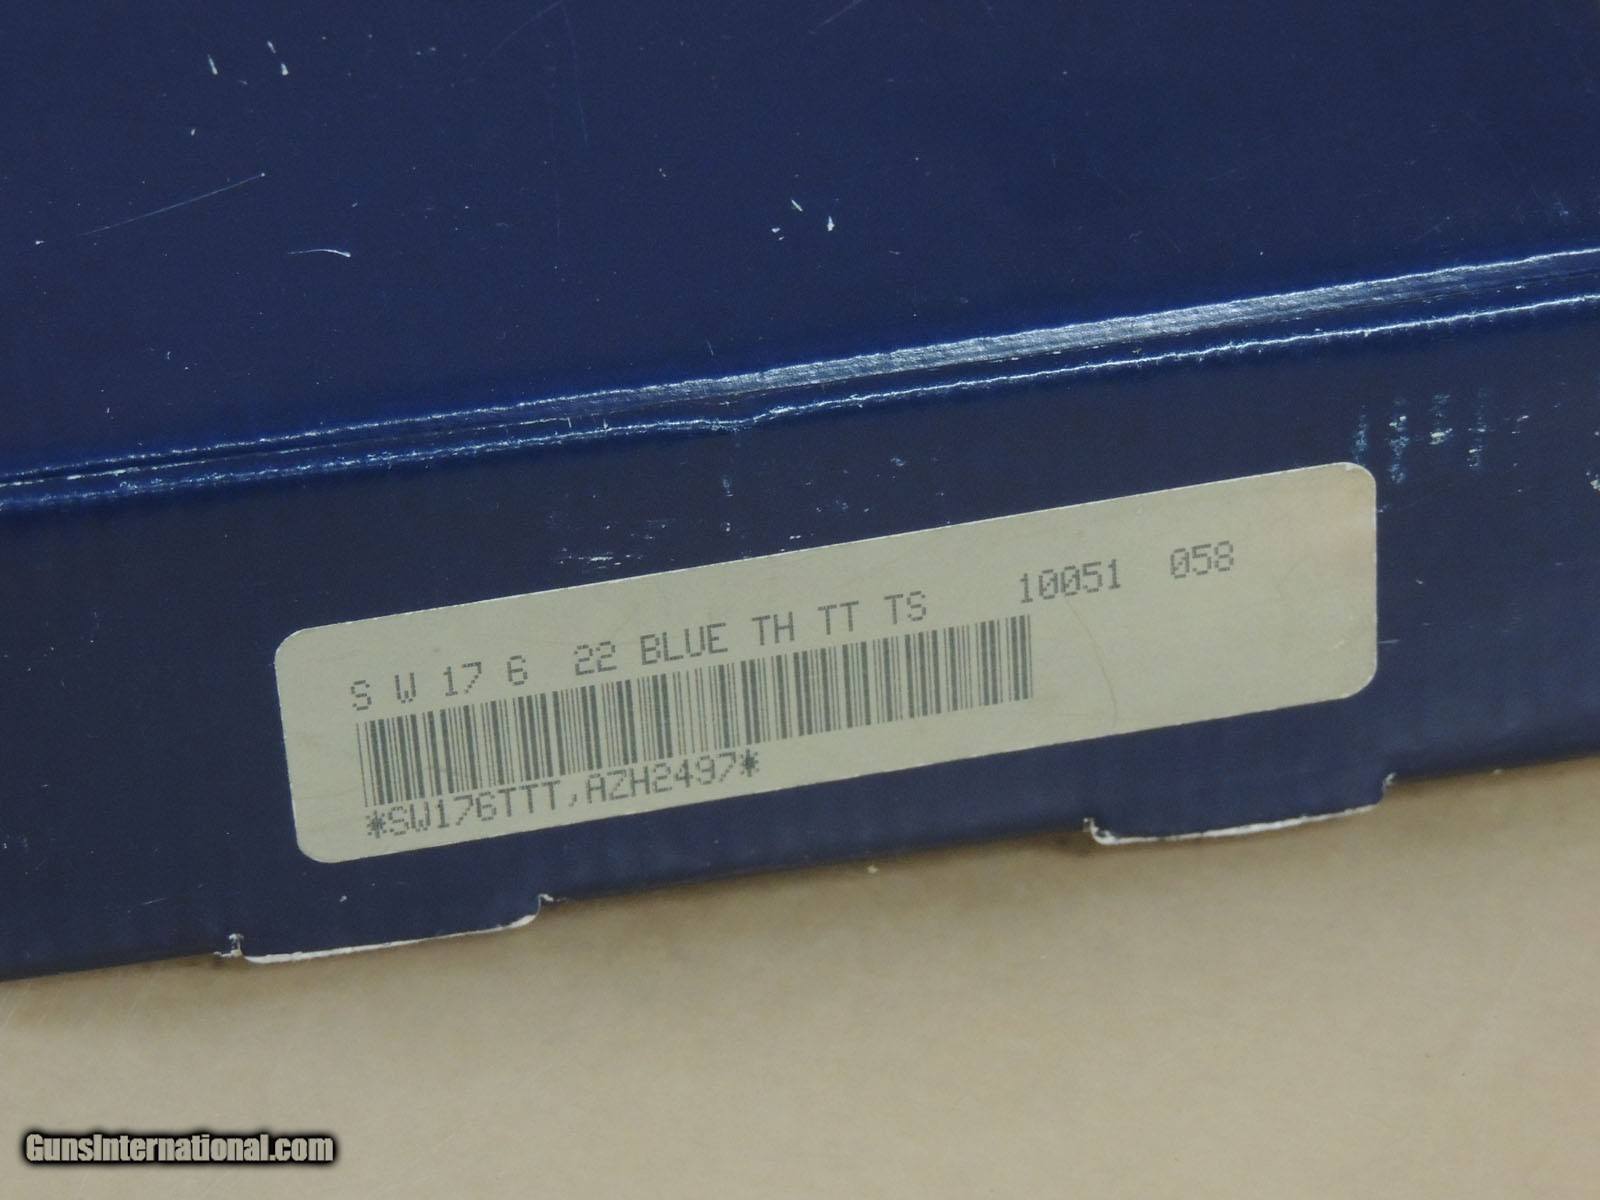 S W 17 6 22 BLUE TH TT TS 10051 058
*SW176TTT,AZH2497*
GunsInternational.com